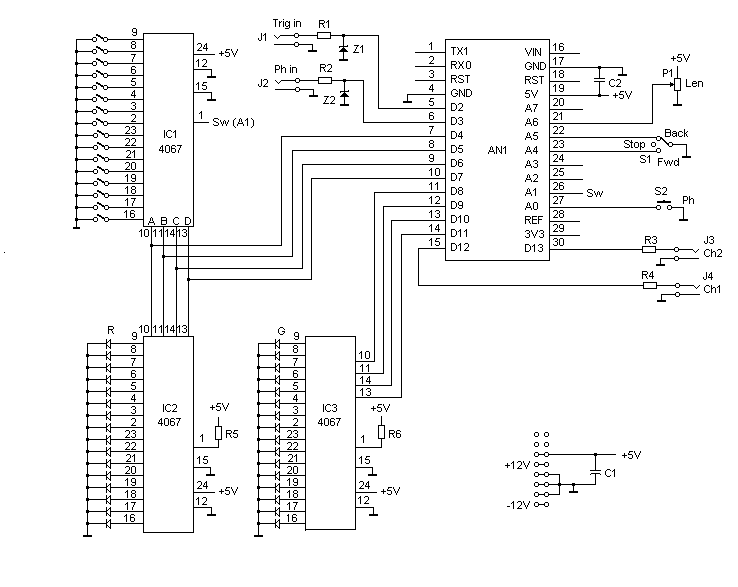 Trig in
J1
R1
Z1
Ph in
J2
R2
Z2
9
8
7
6
5
4
3
2
23
22
21
20
19
18
17
16
24 +5V
12
15
1 Sw (A1)
IC1
4067
A B C D
10 11 14 13
1 TX1 VIN 16
2 RX0 GND 17
3 RST RST 18
4 GND 5V 19
5 D2 A7 20
6 D3 A6 21
7 D4 A5 22
8 D5 A4 23
9 D6 A3 24
10 D7 A2 25
11 D8 A1 26
12 D9 A0 27
13 D10 REF 28
14 D11 3V3 29
15 D12 D13 30
AN1
C2
+5V
+5V
P1
Len
Back
Stop
S1 Fwd
Sw
S2
Ph
R3
J3
Ch2
R4
J4
Ch1
R
10 11 14 13
9
8
7
6
5
4
3
2
23
22
21
20
19
18
17
16
IC2
4067
+5V
1
R5
15
24 +5V
12
G
9
8
7
6
5
4
3
2
23
22
21
20
19
18
17
16
10
11
14
13
IC3
4067
+5V
1
R6
15
24 +5V
12
+5V
+12V
C1
-12V